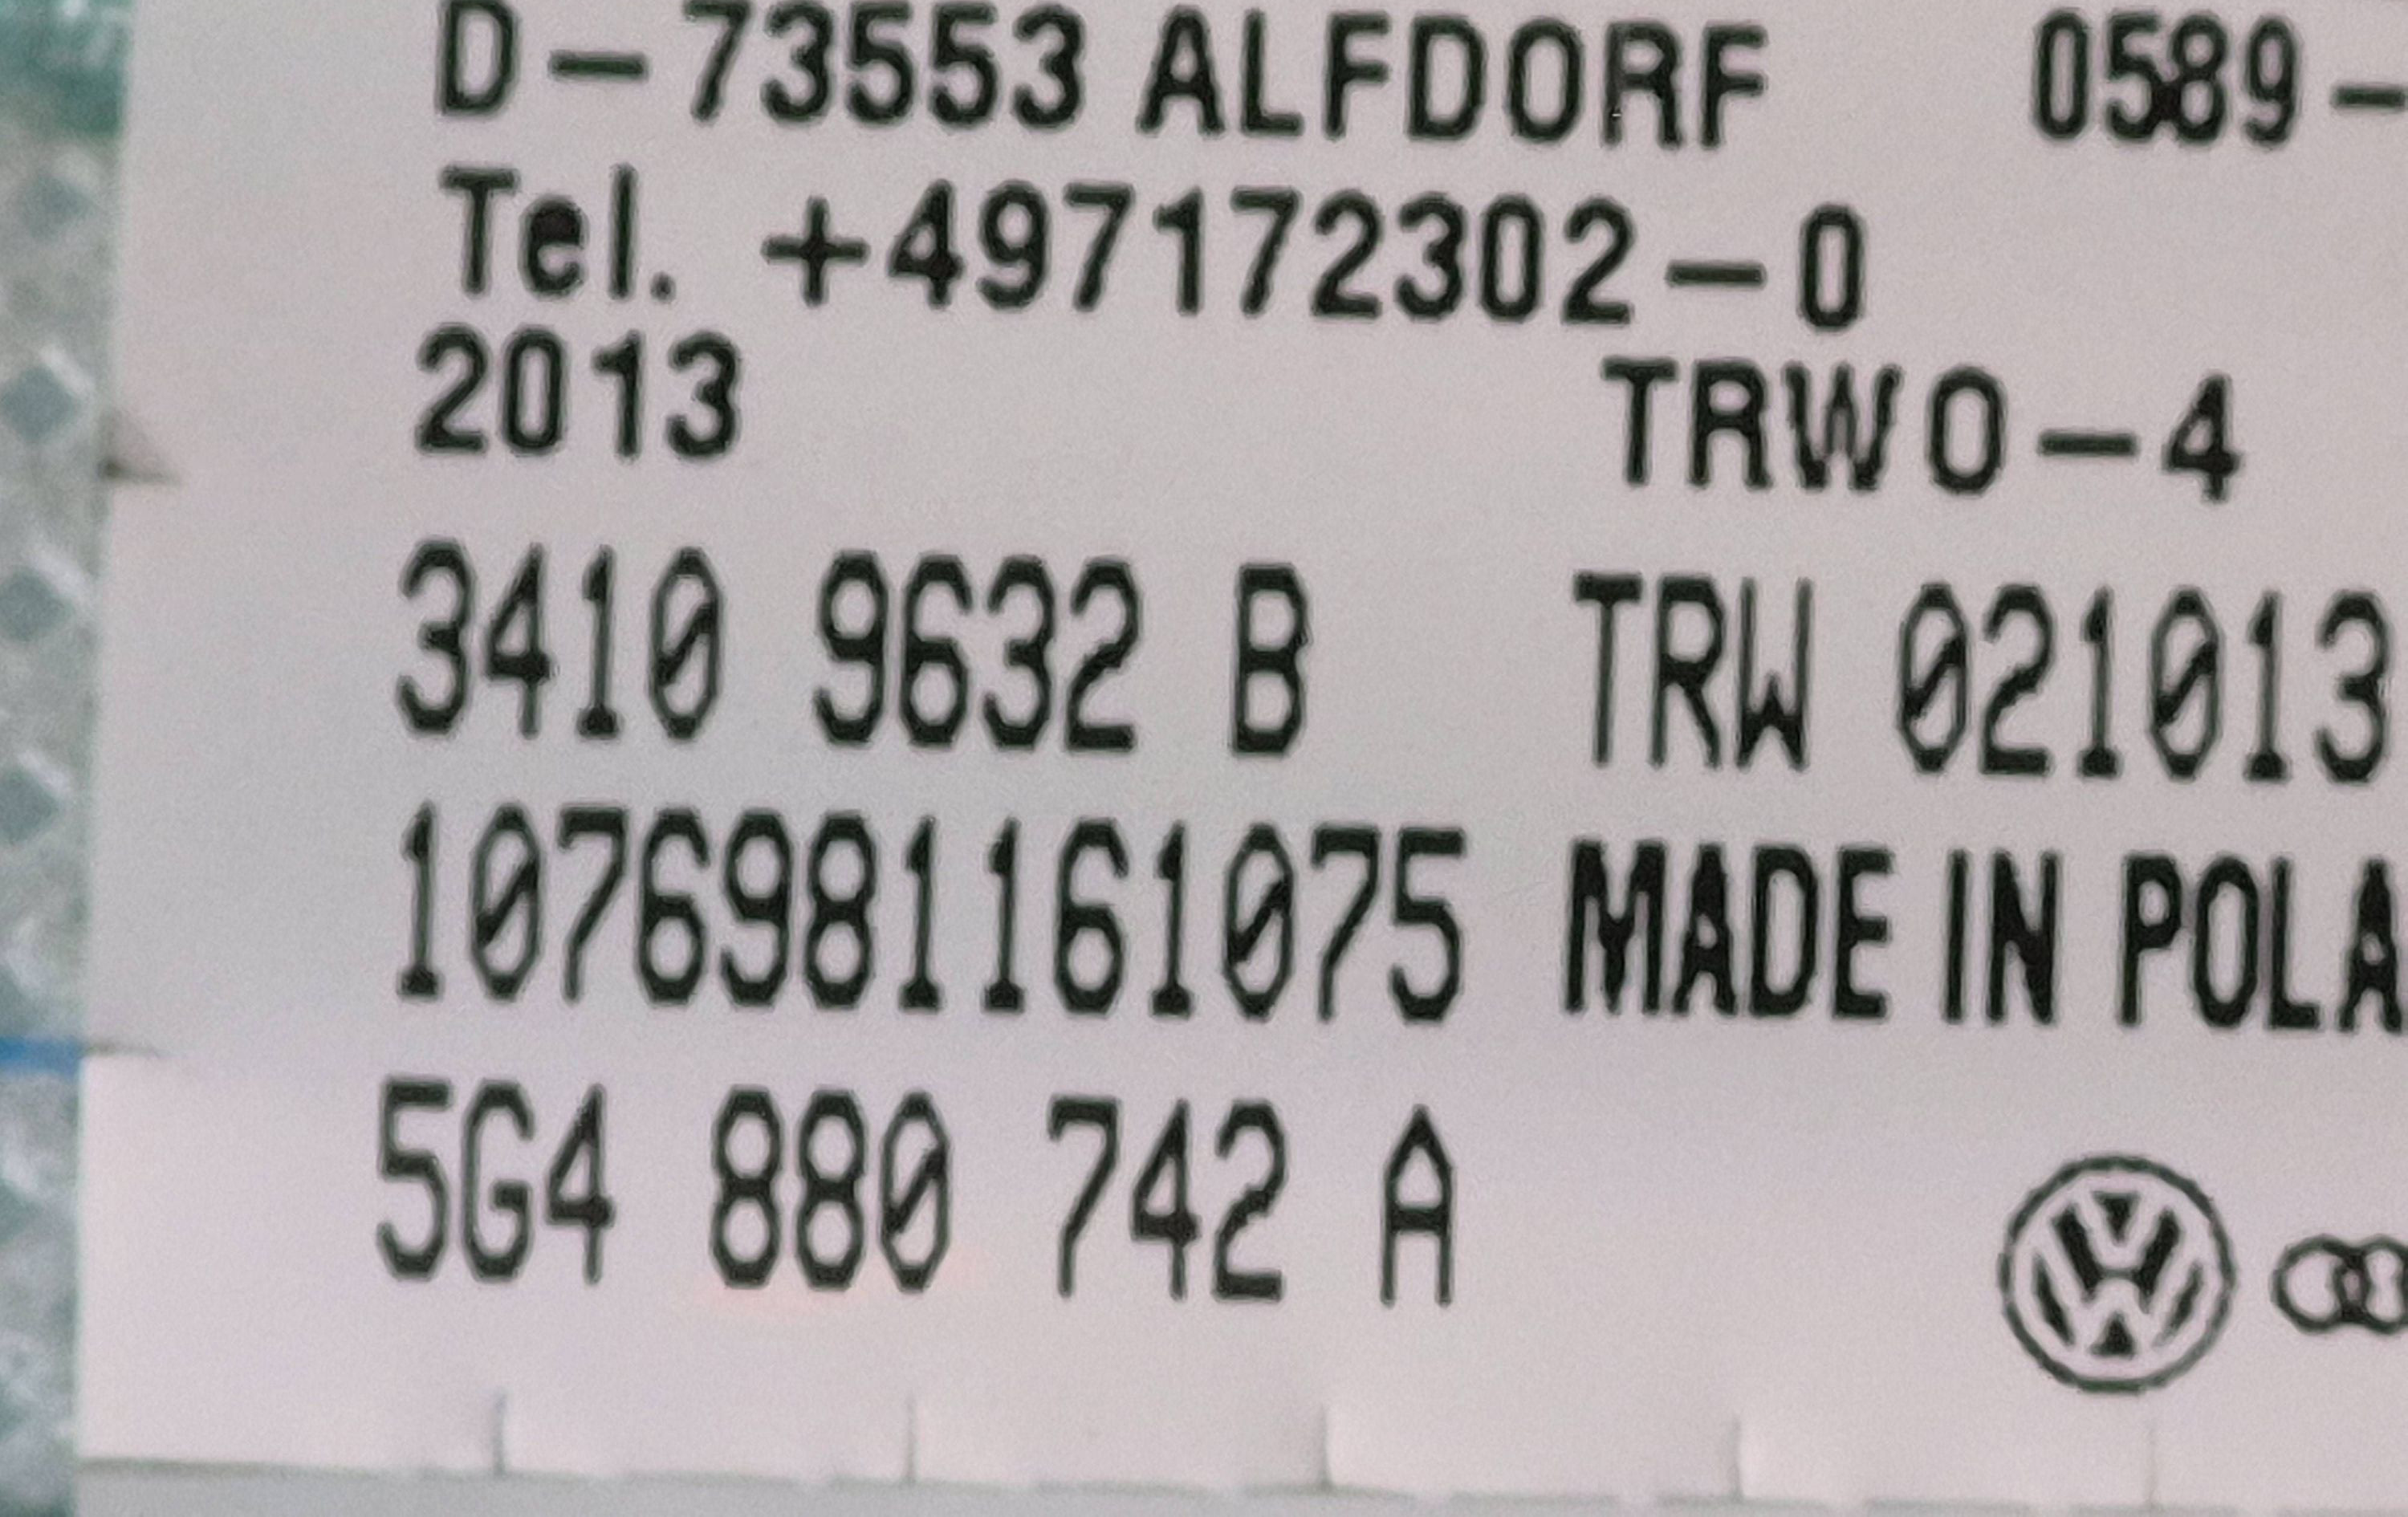 D-73553 ALFDORF 0589-
Tel. +497172302-0
2013 TRWO-4
3410 9632 B TRW 021013
1076981161075 MADE IN POLA
5G4 880 742 A